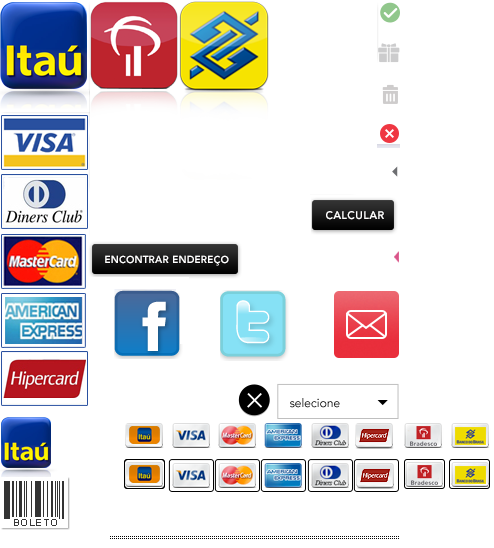 Itaú
VISA
Diners Club
MasterCard
AMERICAN
EXPRESS
Hipercard
Itaú
BOLETO
CALCULAR
ENCONTRAR ENDEREÇO
selecione
Itaú VISA MasterCard AMERICAN EXPRESS Diners Club Hipercard Bradesco BANCO DO BRASIL
Itaú VISA MasterCard AMERICAN EXPRESS Diners Club Hipercard Bradesco BANCO DO BRASIL